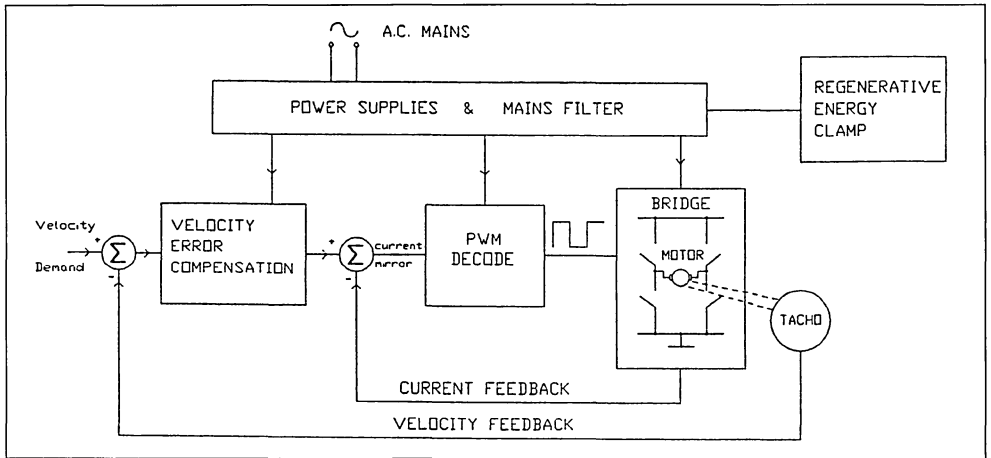 A.C. MAINS
POWER SUPPLIES & MAINS FILTER
REGENERATIVE
ENERGY
CLAMP
Velocity
Demand
+
-
Σ
VELOCITY
ERROR
COMPENSATION
+
-
Σ
current
mirror
PWM
DECODE
BRIDGE
MOTOR
TACHO
CURRENT FEEDBACK
VELOCITY FEEDBACK